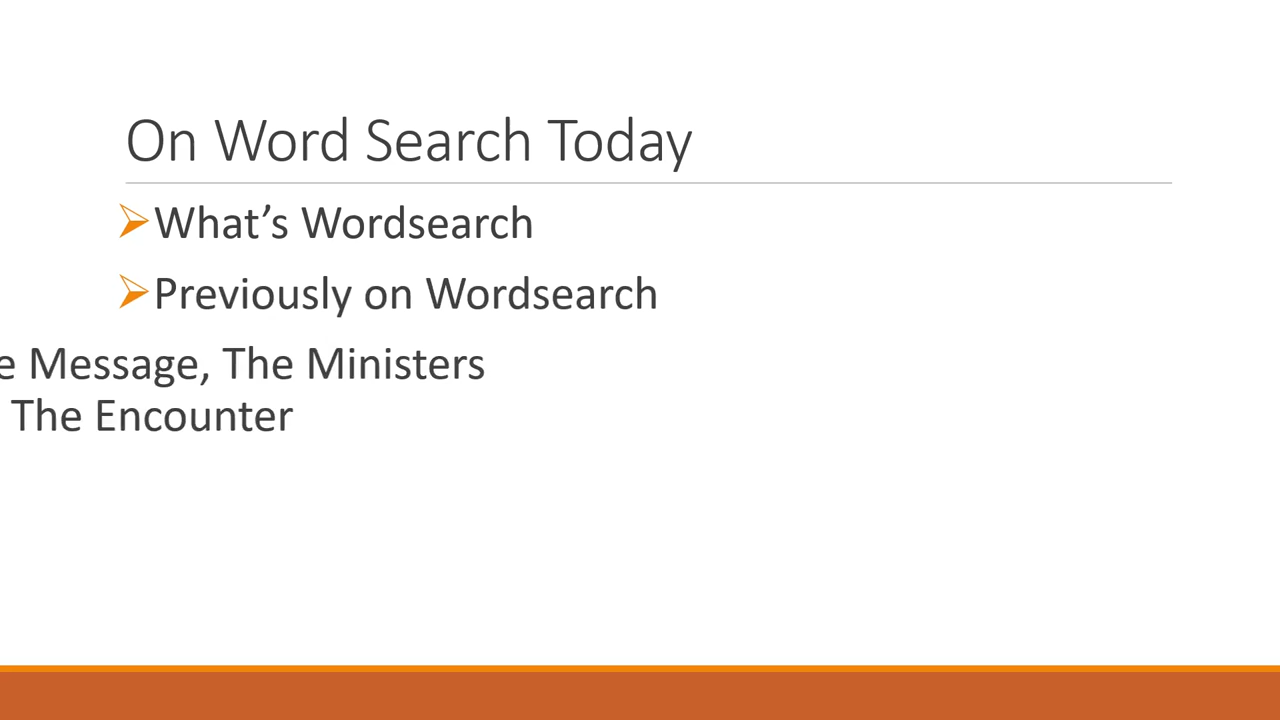 On Word Search Today
What’s Wordsearch
Previously on Wordsearch
e Message, The Ministers
The Encounter